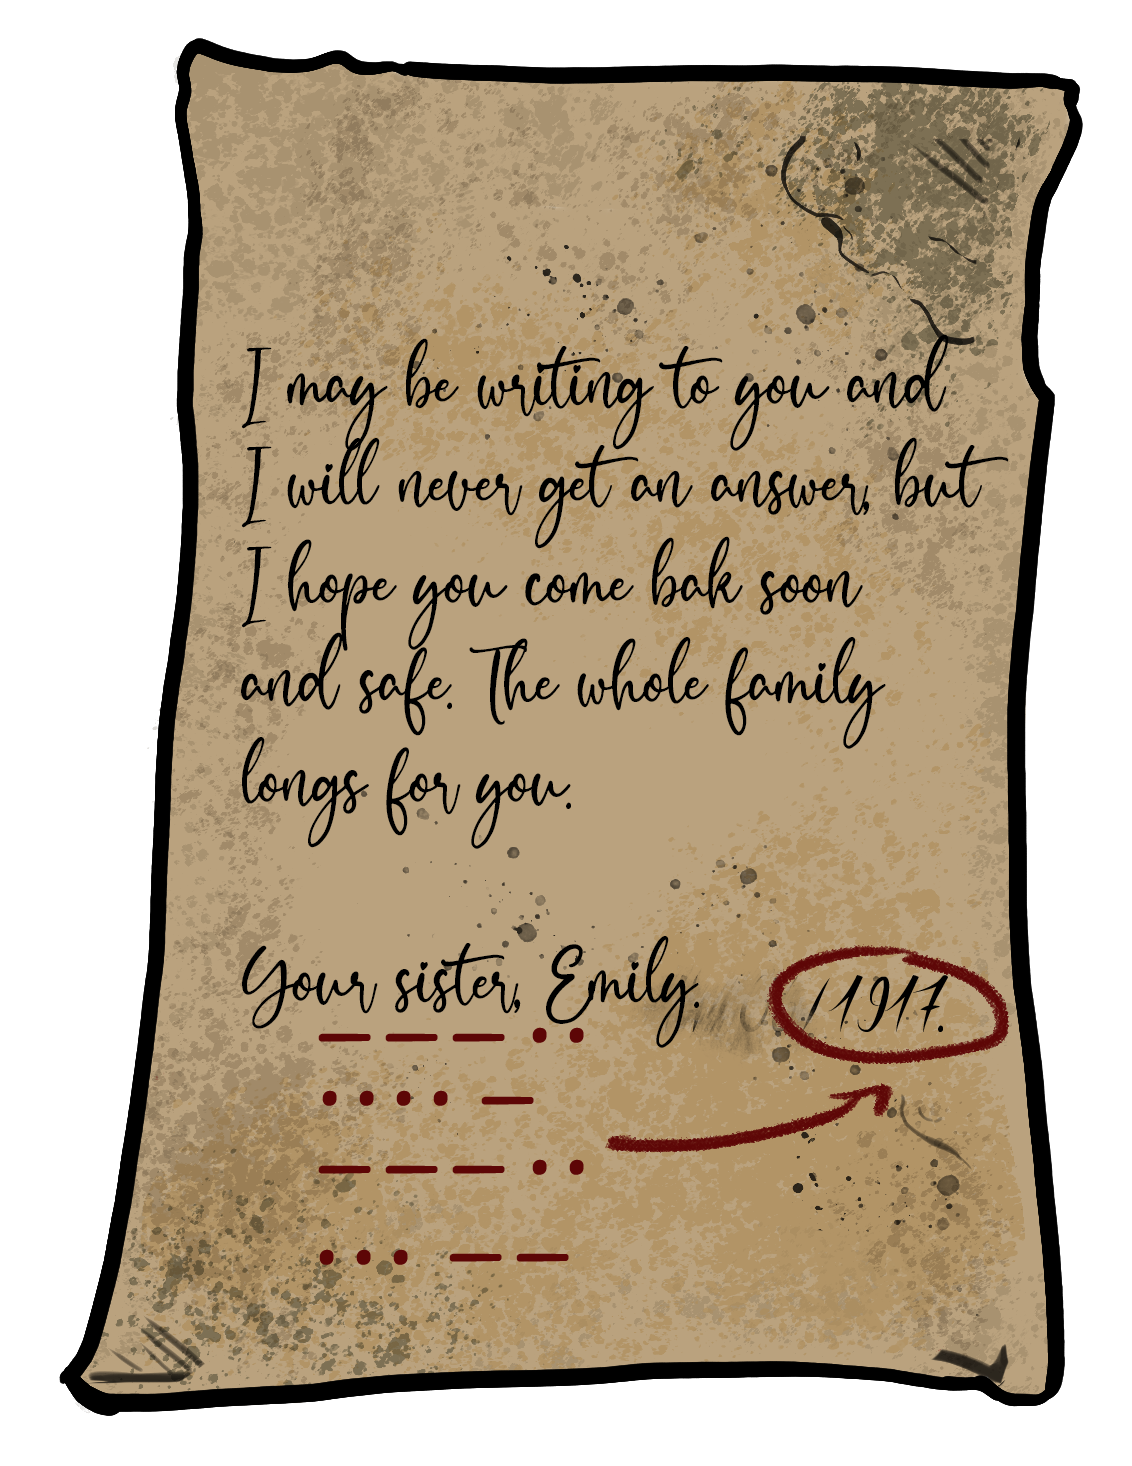 I may be writing to you and
I will never get an answer, but
I hope you come bak soon
and safe. The whole family
longs for you.
Your sister, Emily.
/1917.
— — — • •
• • • • —
— — — • •
• • • — —